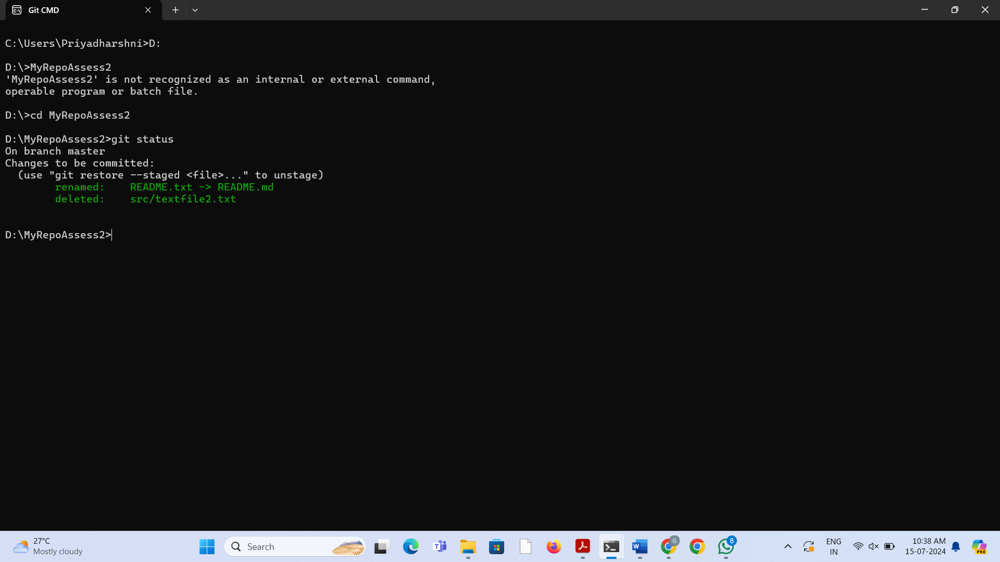 Git CMD
C:\Users\Priyadharshni>D:
D:\>MyRepoAssess2
'MyRepoAssess2' is not recognized as an internal or external command,
operable program or batch file.
D:\>cd MyRepoAssess2
D:\MyRepoAssess2>git status
On branch master
Changes to be committed:
  (use "git restore --staged <file>..." to unstage)
        renamed:    README.txt -> README.md
        deleted:    src/textfile2.txt
D:\MyRepoAssess2>
27°C
Mostly cloudy
Search
T
W
G
8
ENG
IN
10:38 AM
15-07-2024
PRE